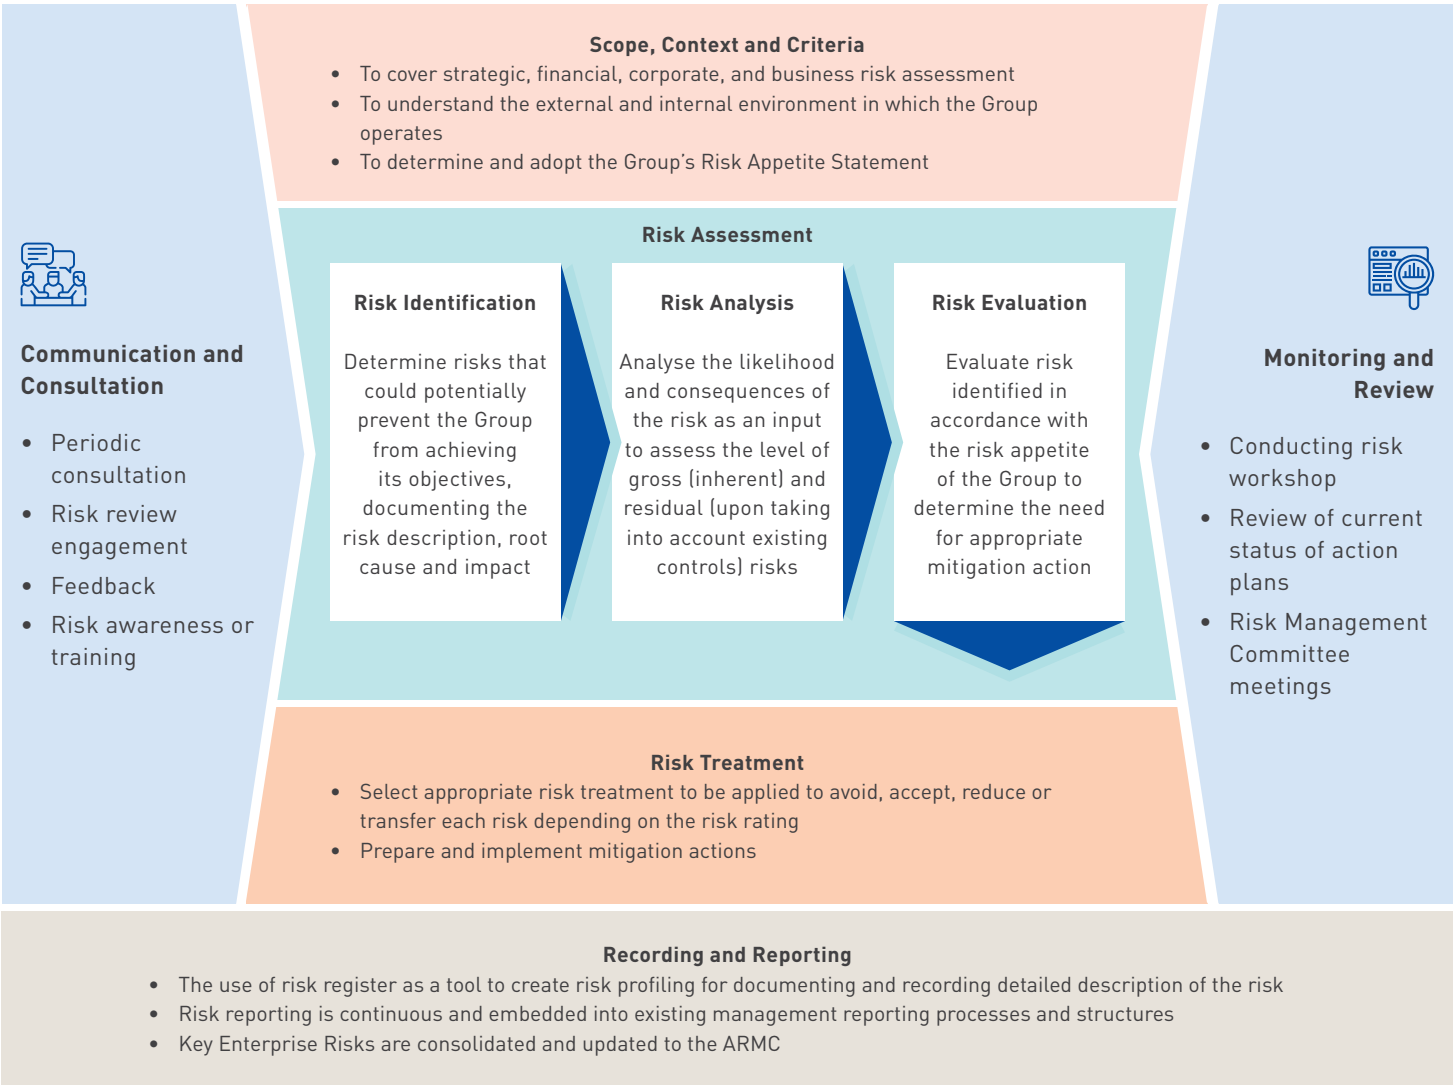 Scope, Context and Criteria
• To cover strategic, financial, corporate, and business risk assessment
• To understand the external and internal environment in which the Group
operates
• To determine and adopt the Group's Risk Appetite Statement
Communication and
Consultation
• Periodic
consultation
• Risk review
engagement
• Feedback
• Risk awareness or
training
Risk Assessment
Risk Identification
Determine risks that
could potentially
prevent the Group
from achieving
its objectives,
documenting the
risk description, root
cause and impact
Risk Analysis
Analyse the likelihood
and consequences of
the risk as an input
to assess the level of
gross (inherent) and
residual (upon taking
into account existing
controls) risks
Risk Evaluation
Evaluate risk
identified in
accordance with
the risk appetite
of the Group to
determine the need
for appropriate
mitigation action
Monitoring and
Review
• Conducting risk
workshop
• Review of current
status of action
plans
• Risk Management
Committee
meetings
Risk Treatment
• Select appropriate risk treatment to be applied to avoid, accept, reduce or
transfer each risk depending on the risk rating
• Prepare and implement mitigation actions
Recording and Reporting
• The use of risk register as a tool to create risk profiling for documenting and recording detailed description of the risk
• Risk reporting is continuous and embedded into existing management reporting processes and structures
• Key Enterprise Risks are consolidated and updated to the ARMC